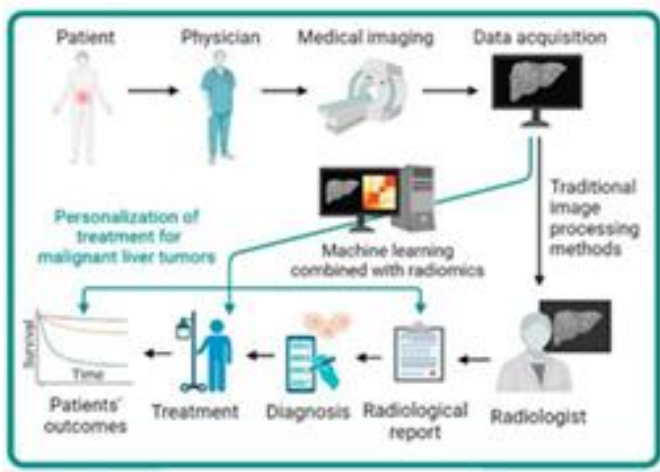 Patient
Physician
Medical imaging
Data acquisition
Personalization of
treatment for
malignant liver tumors
Machine learning
combined with radiomics
Traditional
image
processing
methods
Survival
Time
Patients'
outcomes
Treatment
Diagnosis
Radiological
report
Radiologist